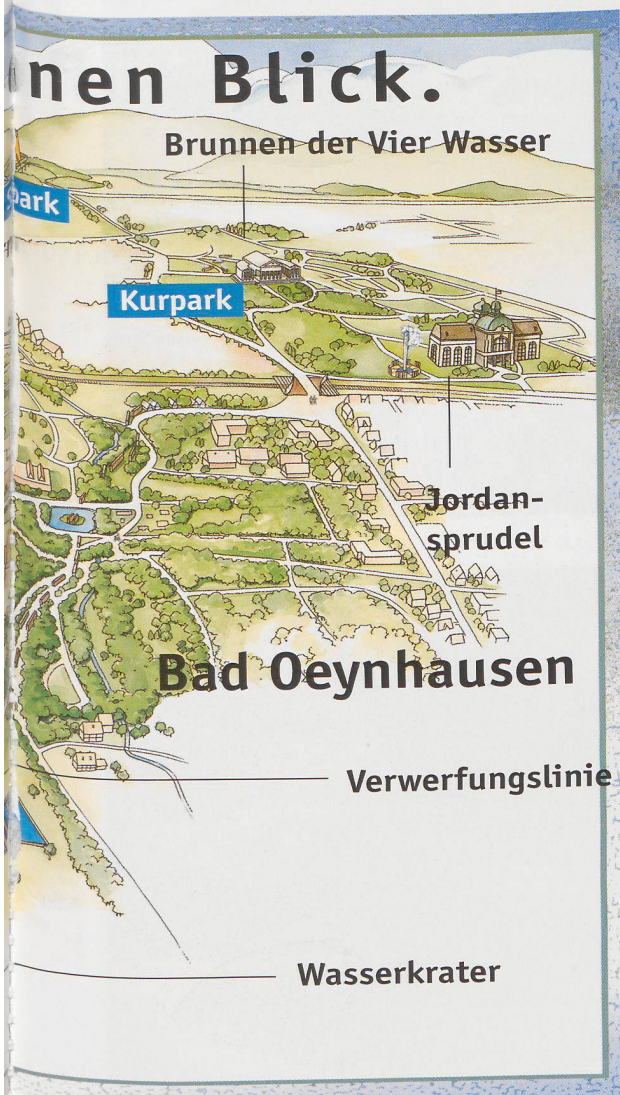 nen Blick.
Brunnen der Vier Wasser
park
Kurpark
Jordan-
sprudel
Bad Oeynhausen
Verwerfungslinie
Wasserkrater